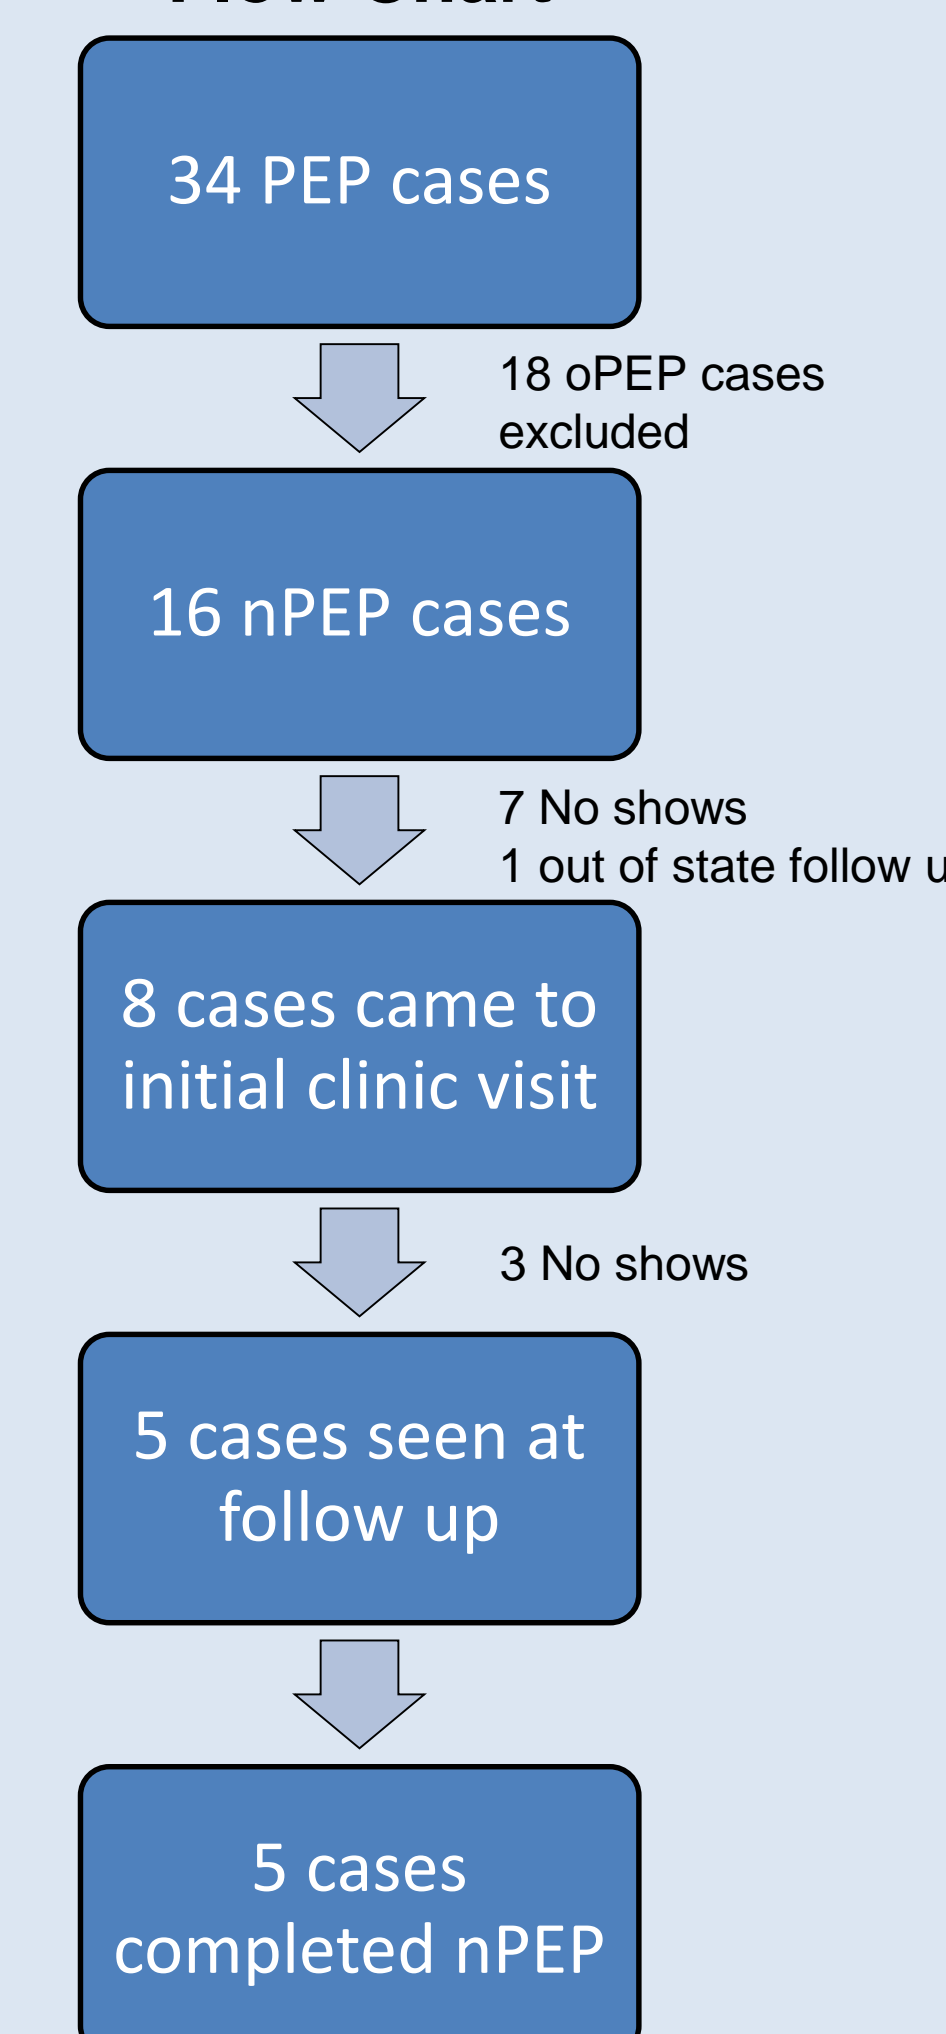 34 PEP cases
18 oPEP cases
excluded
16 nPEP cases
7 No shows
1 out of state follow u
8 cases came to
initial clinic visit
3 No shows
5 cases seen at
follow up
5 cases
completed nPEP